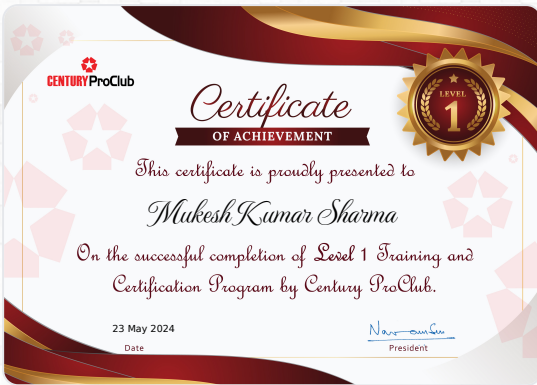 CENTURY ProClub
Certificate
OF ACHIEVEMENT
LEVEL
1
This certificate is proudly presented to
Mukesh Kumar Sharma
On the successful completion of Level 1 Training and
Certification Program by Century ProClub.
23 May 2024
Date
President